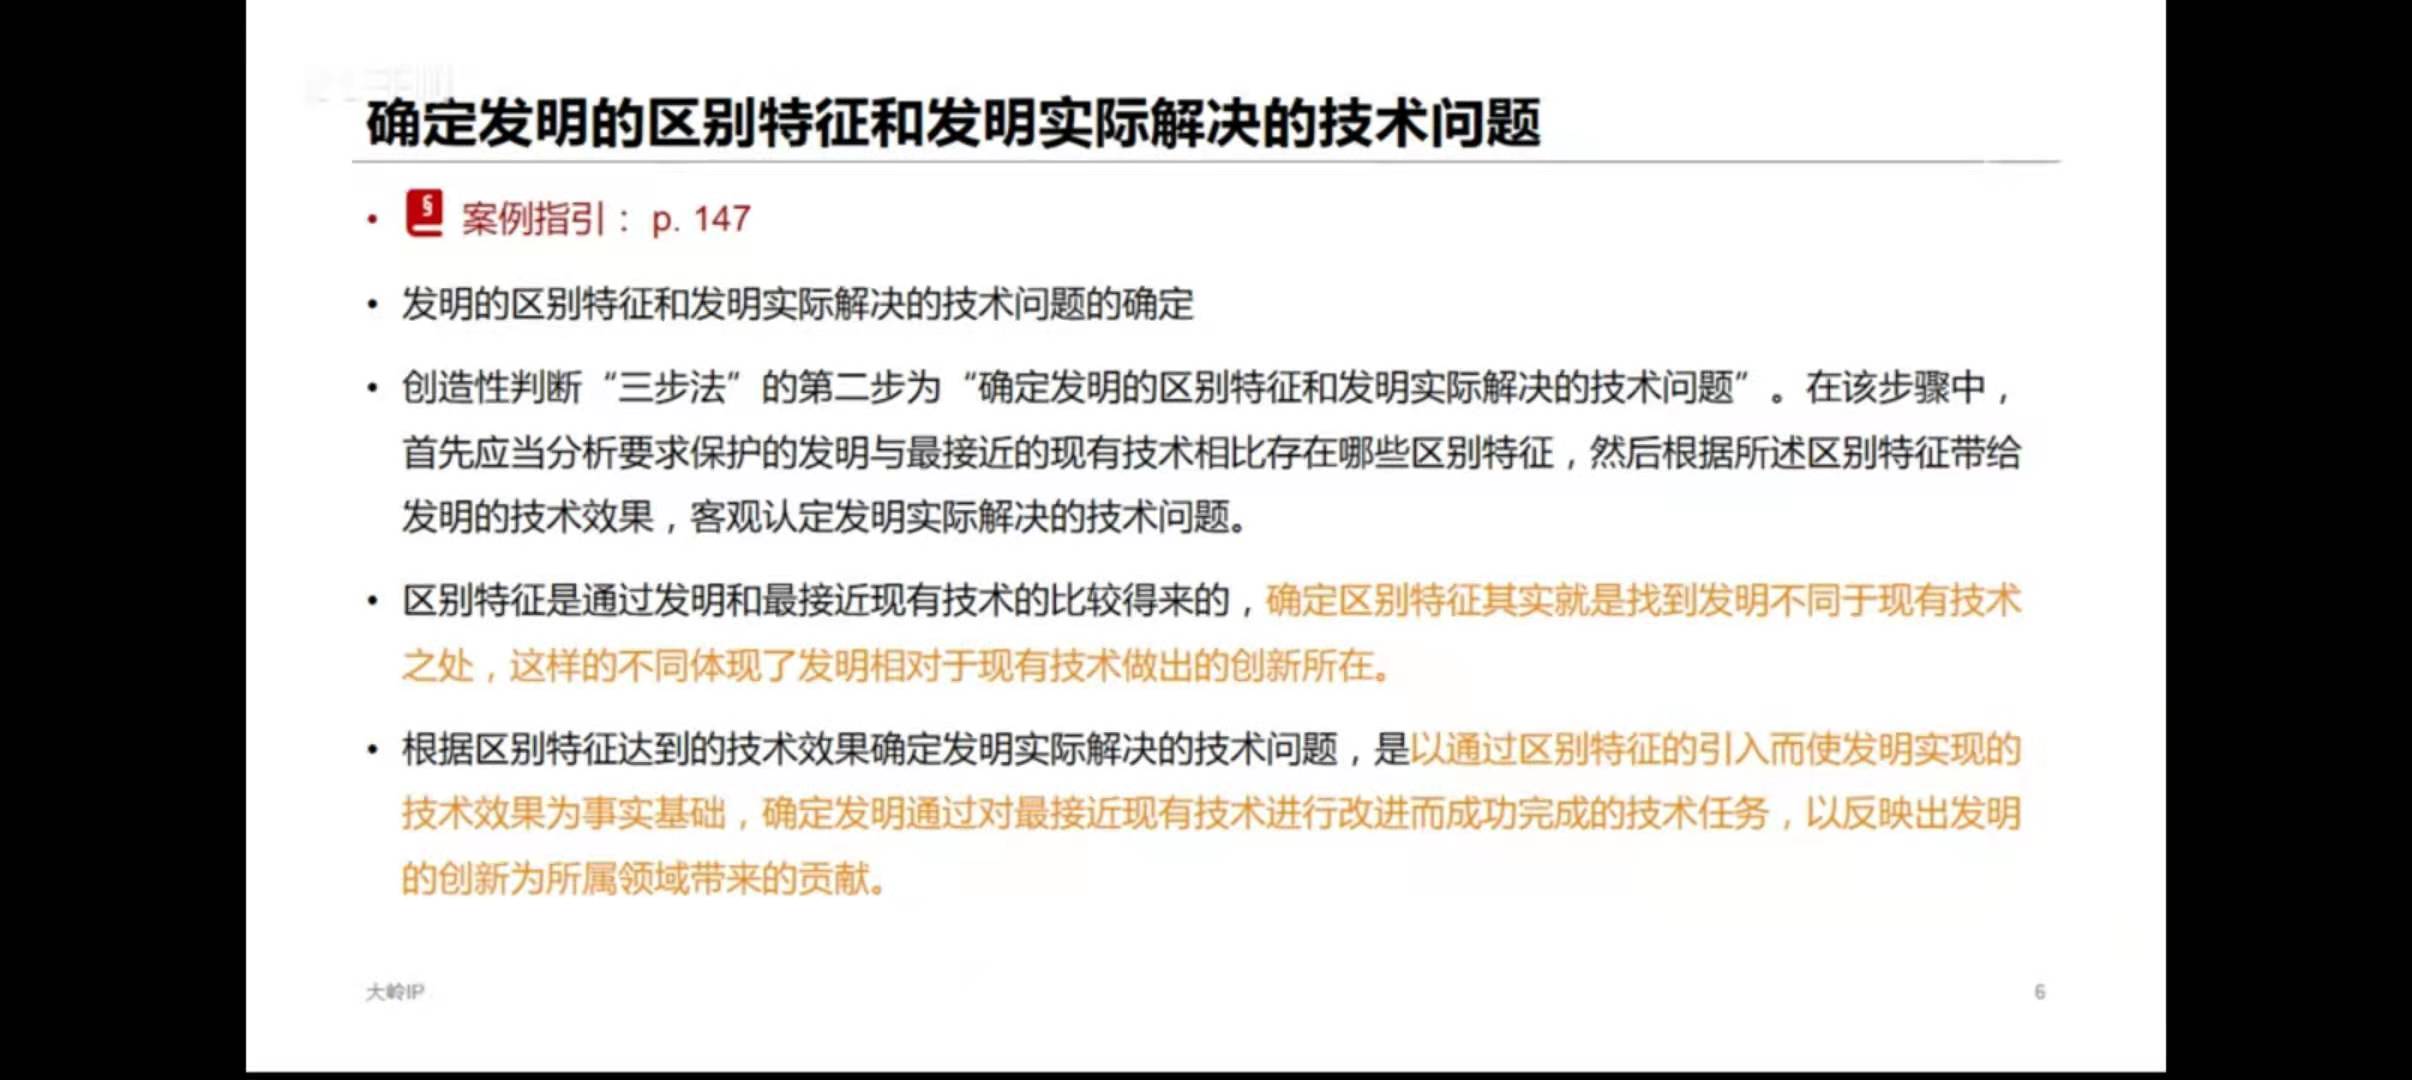 确定发明的区别特征和发明实际解决的技术问题
• § 案例指引： p. 147
• 发明的区别特征和发明实际解决的技术问题的确定
• 创造性判断“三步法”的第二步为“确定发明的区别特征和发明实际解决的技术问题”。在该步骤中，
首先应当分析要求保护的发明与最接近的现有技术相比存在哪些区别特征，然后根据所述区别特征带给
发明的技术效果，客观认定发明实际解决的技术问题。
• 区别特征是通过发明和最接近现有技术的比较得来的，确定区别特征其实就是找到发明不同于现有技术
之处，这样的不同体现了发明相对于现有技术做出的创新所在。
• 根据区别特征达到的技术效果确定发明实际解决的技术问题，是以通过区别特征的引入而使发明实现的
技术效果为事实基础，确定发明通过对最接近现有技术进行改进而成功完成的技术任务，以反映出发明
的创新为所属领域带来的贡献。
大岭IP
6